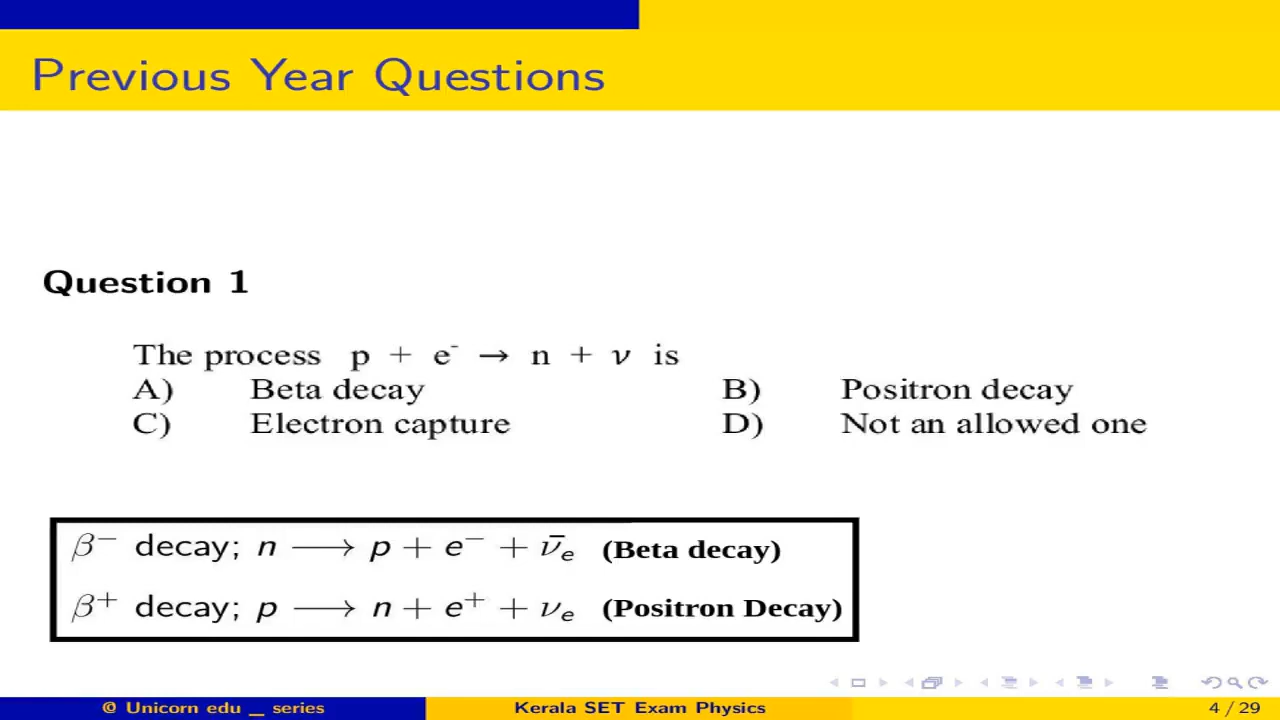 Previous Year Questions
Question 1
The process p + e⁻ → n + ν is
A) Beta decay B) Positron decay
C) Electron capture D) Not an allowed one
β⁻ decay; n ⟶ p + e⁻ + ν̄ₑ (Beta decay)
β⁺ decay; p ⟶ n + e⁺ + νₑ (Positron Decay)
@ Unicorn edu _ series Kerala SET Exam Physics 4 / 29